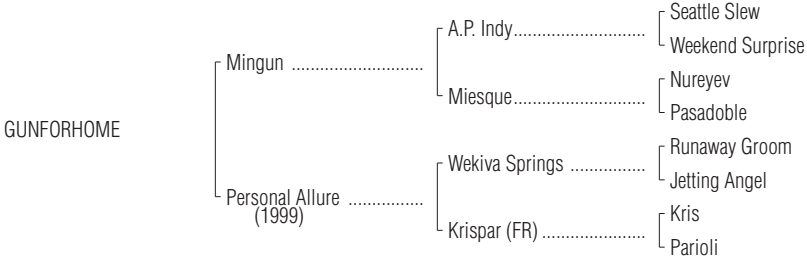 Seattle Slew
A.P. Indy............................
Weekend Surprise
Mingun ............................
Nureyev
Miesque............................
Pasadoble
GUNFORHOME
Runaway Groom
Wekiva Springs ................
Jetting Angel
Personal Allure ................
(1999)
Kris
Krispar (FR) ......................
Parioli